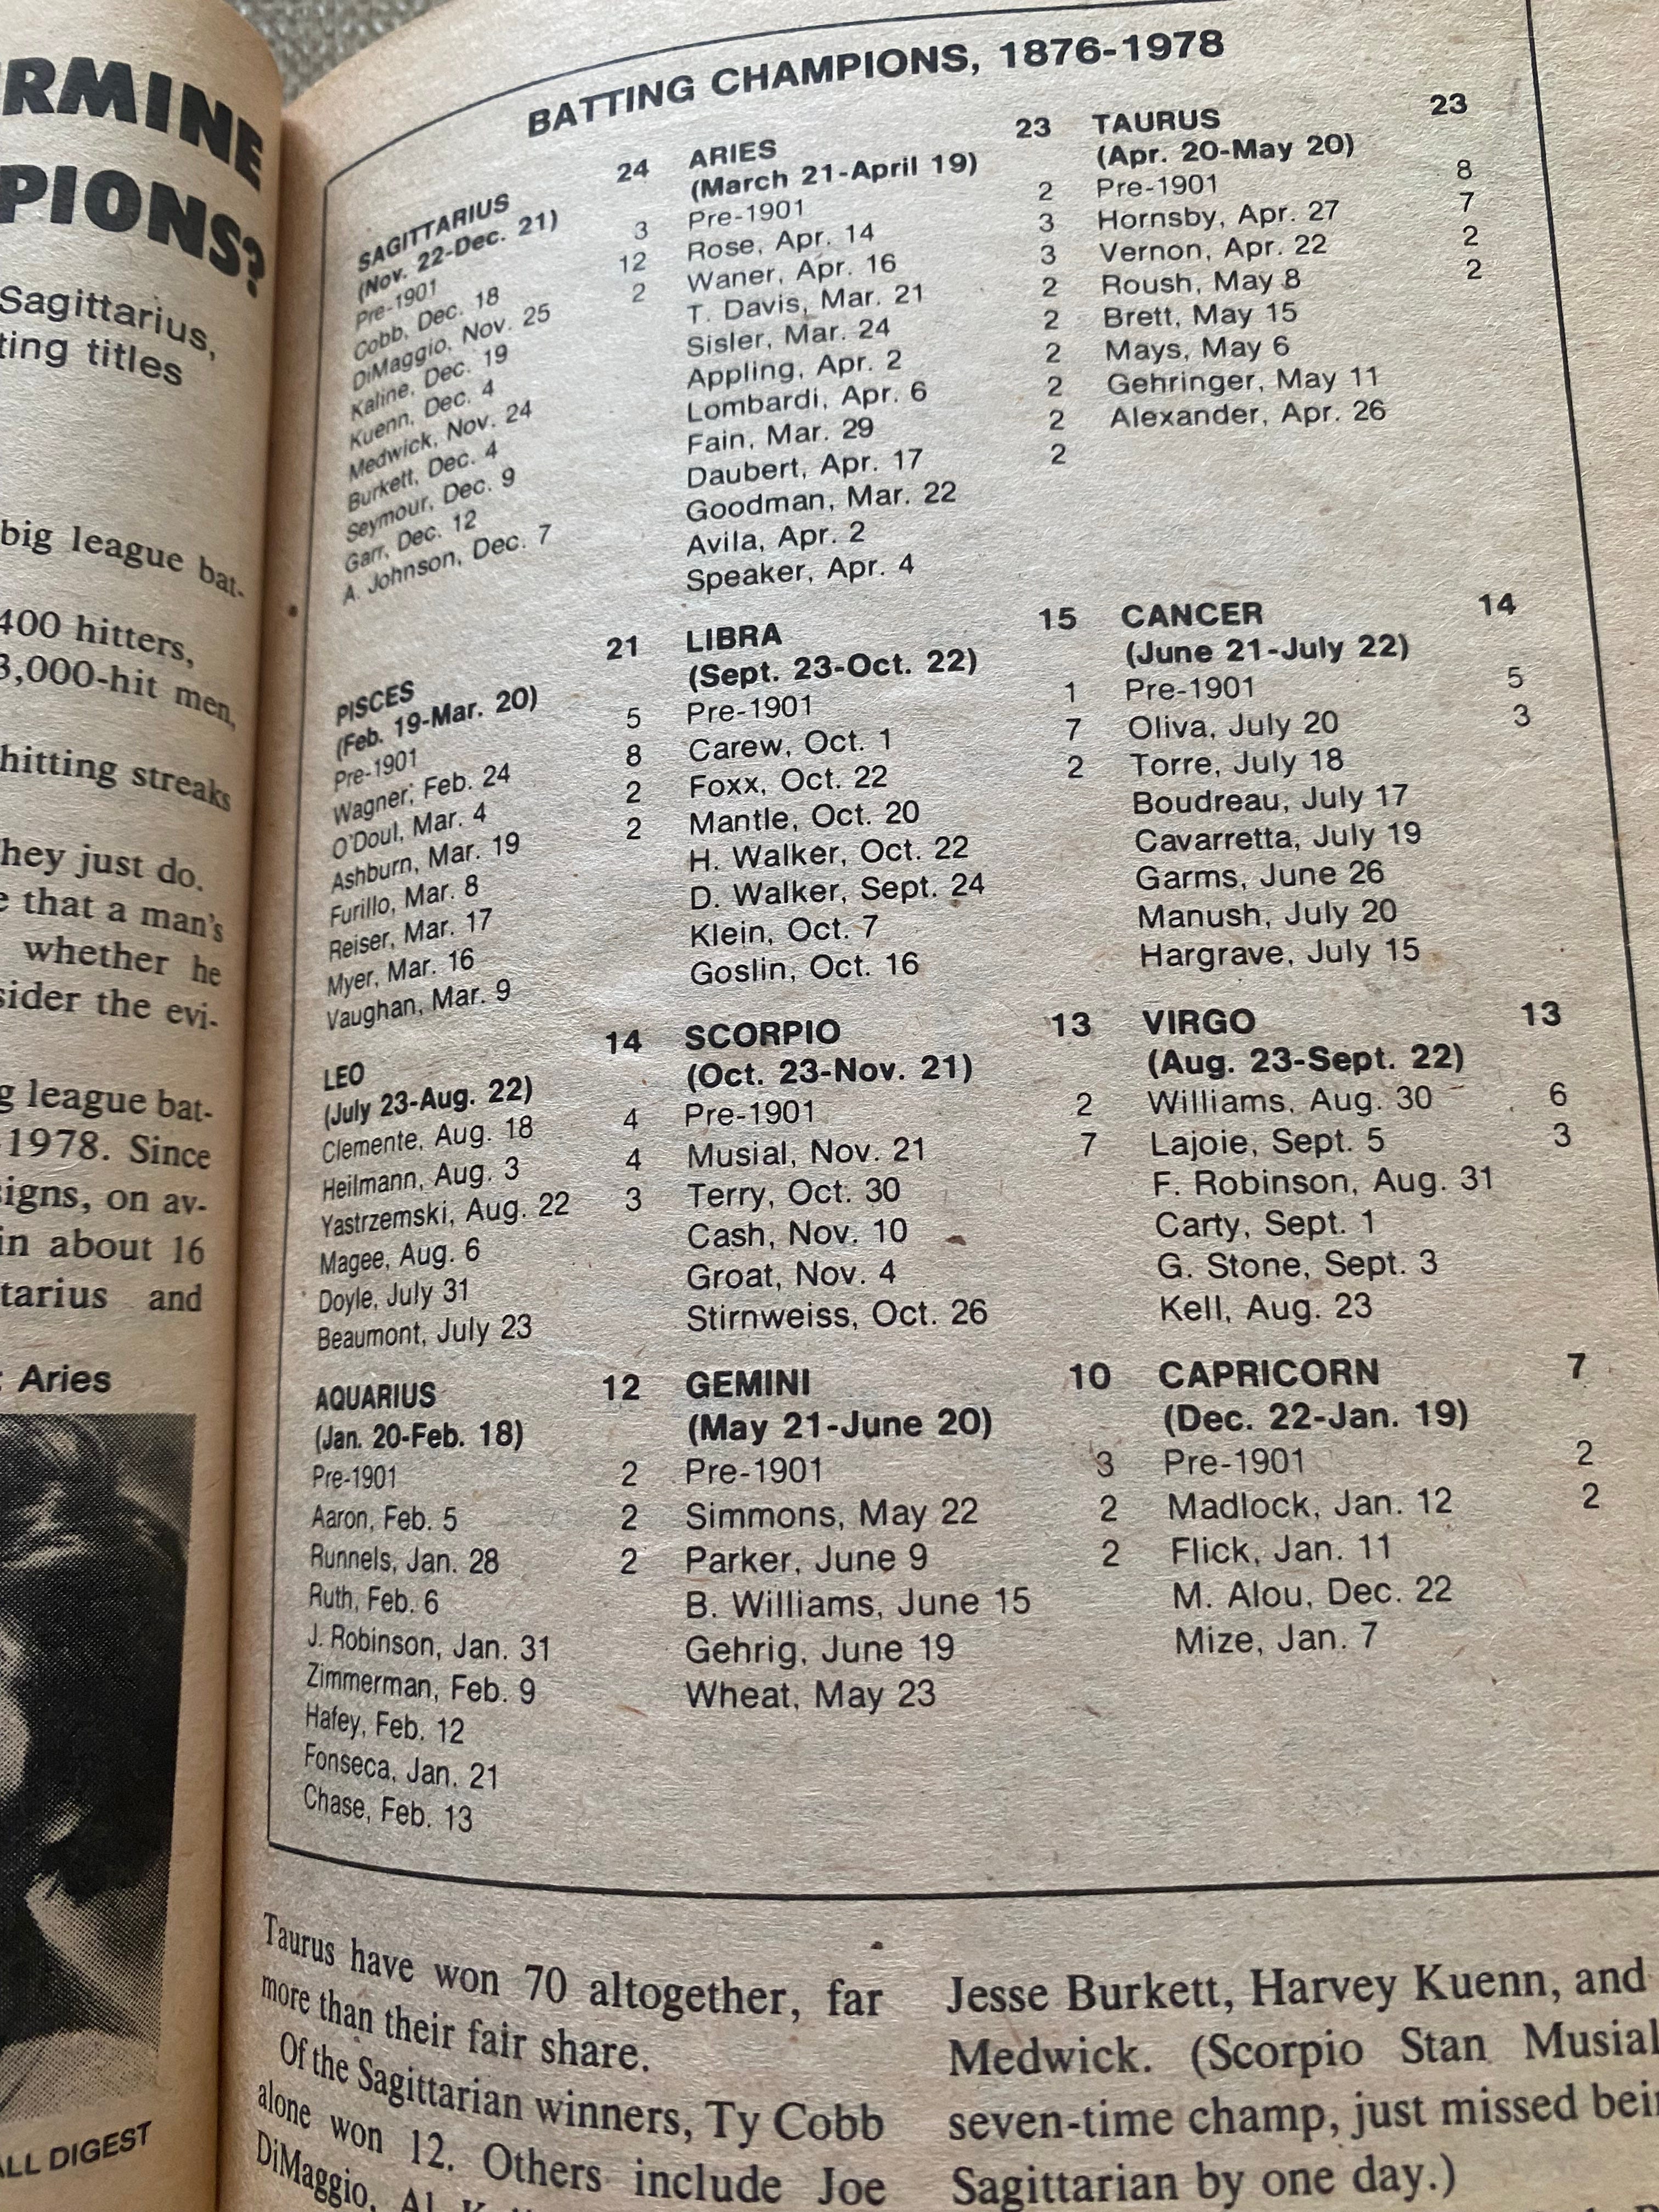 RMINE
PIONS?
Sagittarius,
ting titles
big league bat-
400 hitters,
3,000-hit men,
hitting streaks
hey just do.
e that a man's
whether he
sider the evi-
g league bat-
1978. Since
signs, on av-
in about 16
tarius and
: Aries
ALL DIGEST
BATTING CHAMPIONS, 1876-1978
SAGITTARIUS 24
(Nov. 22-Dec. 21)
Pre-1901 3
Cobb, Dec. 18 12
DiMaggio, Nov. 25 2
Kaline, Dec. 19
Kuenn, Dec. 4
Medwick, Nov. 24
Burkett, Dec. 4
Seymour, Dec. 9
Garr, Dec. 12
A. Johnson, Dec. 7
ARIES 23
(March 21-April 19)
Pre-1901 2
Rose, Apr. 14 3
Waner, Apr. 16 3
T. Davis, Mar. 21 2
Sisler, Mar. 24 2
Appling, Apr. 2 2
Lombardi, Apr. 6 2
Fain, Mar. 29 2
Daubert, Apr. 17 2
Goodman, Mar. 22
Avila, Apr. 2
Speaker, Apr. 4
TAURUS 23
(Apr. 20-May 20)
Pre-1901 8
Hornsby, Apr. 27 7
Vernon, Apr. 22 2
Roush, May 8 2
Brett, May 15
Mays, May 6
Gehringer, May 11
Alexander, Apr. 26
PISCES 21
(Feb. 19-Mar. 20)
Pre-1901 5
Wagner, Feb. 24 8
O'Doul, Mar. 4 2
Ashburn, Mar. 19 2
Furillo, Mar. 8
Reiser, Mar. 17
Myer, Mar. 16
Vaughan, Mar. 9
LIBRA 15
(Sept. 23-Oct. 22)
Pre-1901 1
Carew, Oct. 1 7
Foxx, Oct. 22 2
Mantle, Oct. 20
H. Walker, Oct. 22
D. Walker, Sept. 24
Klein, Oct. 7
Goslin, Oct. 16
CANCER 14
(June 21-July 22)
Pre-1901 5
Oliva, July 20 3
Torre, July 18
Boudreau, July 17
Cavarretta, July 19
Garms, June 26
Manush, July 20
Hargrave, July 15
LEO 14
(July 23-Aug. 22)
Clemente, Aug. 18 4
Heilmann, Aug. 3 4
Yastrzemski, Aug. 22 3
Magee, Aug. 6
Doyle, July 31
Beaumont, July 23
SCORPIO 13
(Oct. 23-Nov. 21)
Pre-1901 2
Musial, Nov. 21 7
Terry, Oct. 30
Cash, Nov. 10
Groat, Nov. 4
Stirnweiss, Oct. 26
VIRGO 13
(Aug. 23-Sept. 22)
Williams, Aug. 30 6
Lajoie, Sept. 5 3
F. Robinson, Aug. 31
Carty, Sept. 1
G. Stone, Sept. 3
Kell, Aug. 23
AQUARIUS 12
(Jan. 20-Feb. 18)
Pre-1901 2
Aaron, Feb. 5 2
Runnels, Jan. 28 2
Ruth, Feb. 6
J. Robinson, Jan. 31
Zimmerman, Feb. 9
Hafey, Feb. 12
Fonseca, Jan. 21
Chase, Feb. 13
GEMINI 10
(May 21-June 20)
Pre-1901 3
Simmons, May 22 2
Parker, June 9 2
B. Williams, June 15
Gehrig, June 19
Wheat, May 23
CAPRICORN 7
(Dec. 22-Jan. 19)
Pre-1901 2
Madlock, Jan. 12 2
Flick, Jan. 11
M. Alou, Dec. 22
Mize, Jan. 7
Taurus have won 70 altogether, far
more than their fair share.
Of the Sagittarian winners, Ty Cobb
alone won 12. Others include Joe
DiMaggio, Al
Jesse Burkett, Harvey Kuenn, and
Medwick. (Scorpio Stan Musial
seven-time champ, just missed bein
Sagittarian by one day.)